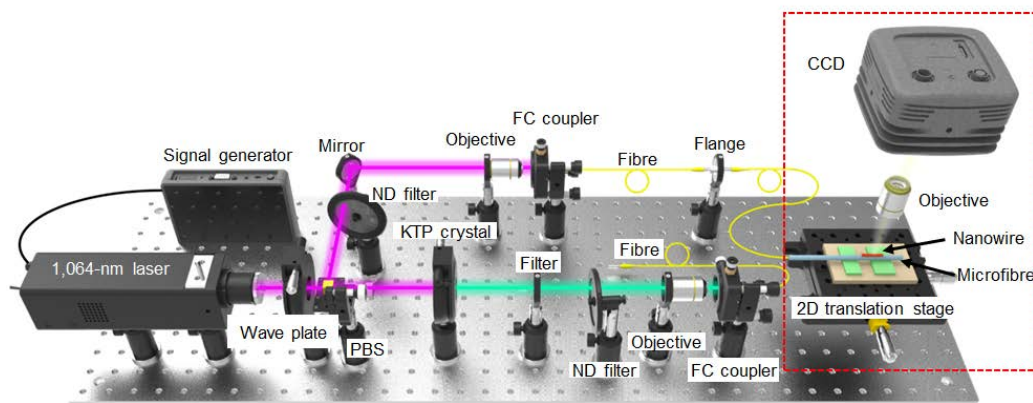 CCD
FC coupler
Objective
Mirror
Flange
Signal generator
Fibre
ND filter
Objective
KTP crystal
Fibre
Nanowire
Filter
1,064-nm laser
Microfibre
2D translation stage
Wave plate
PBS
Objective
ND filter
FC coupler